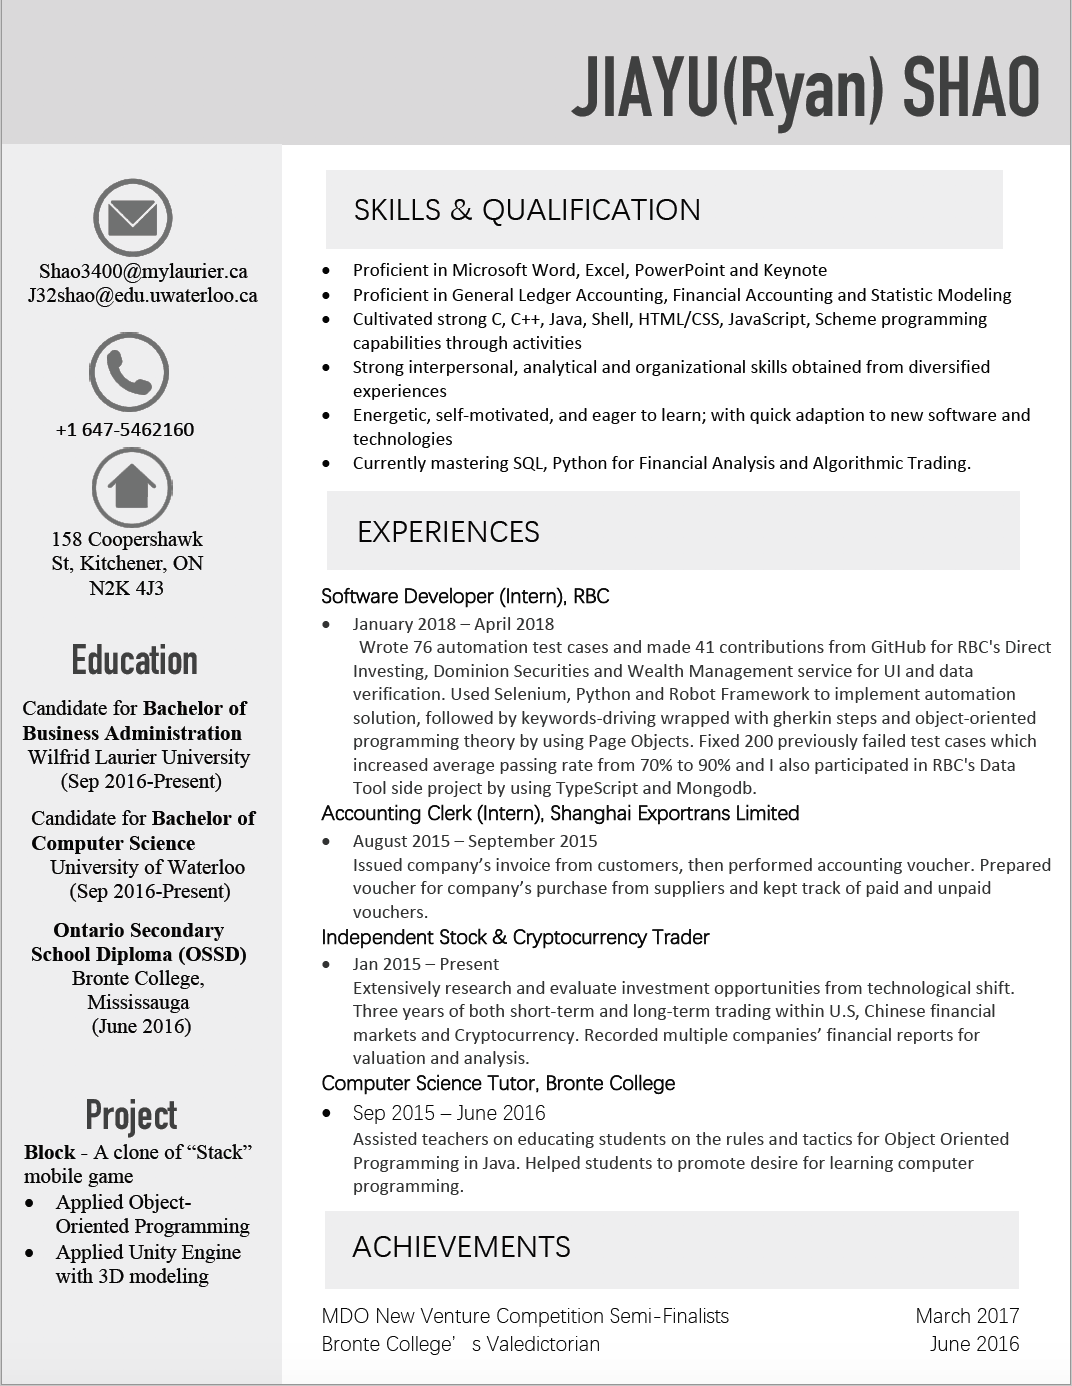 JIAYU(Ryan) SHAO
Shao3400@mylaurier.ca
J32shao@edu.uwaterloo.ca
+1 647-5462160
158 Coopershawk
St, Kitchener, ON
N2K 4J3
Education
Candidate for Bachelor of
Business Administration
Wilfrid Laurier University
(Sep 2016-Present)
Candidate for Bachelor of
Computer Science
University of Waterloo
(Sep 2016-Present)
Ontario Secondary
School Diploma (OSSD)
Bronte College,
Mississauga
(June 2016)
Project
Block - A clone of “Stack”
mobile game
• Applied Object-
Oriented Programming
• Applied Unity Engine
with 3D modeling
SKILLS & QUALIFICATION
• Proficient in Microsoft Word, Excel, PowerPoint and Keynote
• Proficient in General Ledger Accounting, Financial Accounting and Statistic Modeling
• Cultivated strong C, C++, Java, Shell, HTML/CSS, JavaScript, Scheme programming
capabilities through activities
• Strong interpersonal, analytical and organizational skills obtained from diversified
experiences
• Energetic, self-motivated, and eager to learn; with quick adaption to new software and
technologies
• Currently mastering SQL, Python for Financial Analysis and Algorithmic Trading.
EXPERIENCES
Software Developer (Intern), RBC
• January 2018 – April 2018
Wrote 76 automation test cases and made 41 contributions from GitHub for RBC's Direct
Investing, Dominion Securities and Wealth Management service for UI and data
verification. Used Selenium, Python and Robot Framework to implement automation
solution, followed by keywords-driving wrapped with gherkin steps and object-oriented
programming theory by using Page Objects. Fixed 200 previously failed test cases which
increased average passing rate from 70% to 90% and I also participated in RBC's Data
Tool side project by using TypeScript and Mongodb.
Accounting Clerk (Intern), Shanghai Exportrans Limited
• August 2015 – September 2015
Issued company’s invoice from customers, then performed accounting voucher. Prepared
voucher for company’s purchase from suppliers and kept track of paid and unpaid
vouchers.
Independent Stock & Cryptocurrency Trader
• Jan 2015 – Present
Extensively research and evaluate investment opportunities from technological shift.
Three years of both short-term and long-term trading within U.S, Chinese financial
markets and Cryptocurrency. Recorded multiple companies’ financial reports for
valuation and analysis.
Computer Science Tutor, Bronte College
• Sep 2015 – June 2016
Assisted teachers on educating students on the rules and tactics for Object Oriented
Programming in Java. Helped students to promote desire for learning computer
programming.
ACHIEVEMENTS
MDO New Venture Competition Semi-Finalists March 2017
Bronte College’ s Valedictorian June 2016